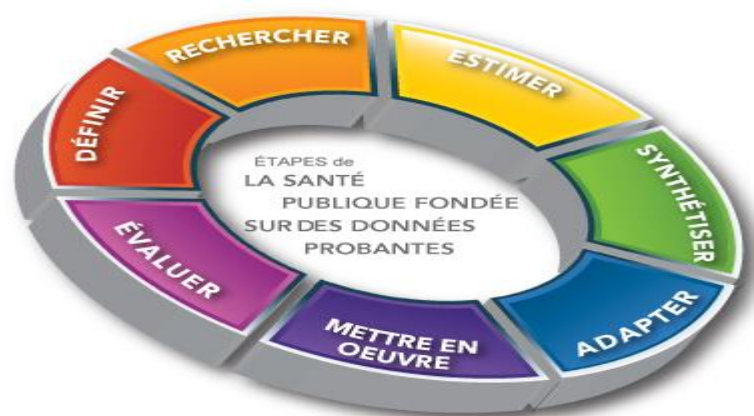 ÉTAPES de
LA SANTÉ
PUBLIQUE FONDÉE
SUR DES DONNÉES
PROBANTES
DÉFINIR
RECHERCHER
ESTIMER
SYNTHÉTISER
ADAPTER
METTRE EN
OEUVRE
ÉVALUER